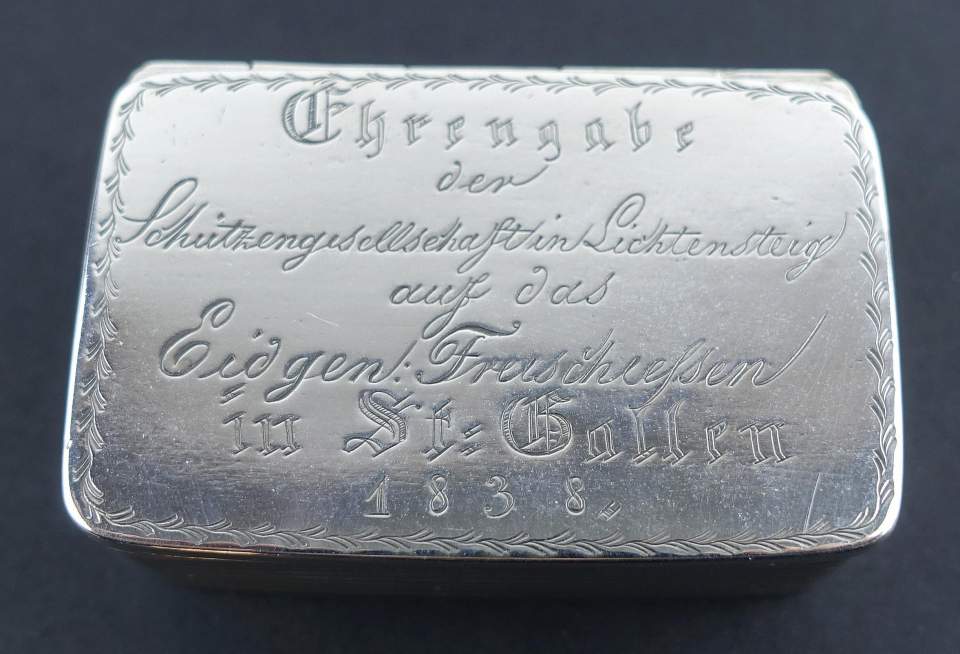 Ehrengabe
der
Schützengesellschaft in Lichtensteig
auf das
Eidgen: Freischiessen
in St: Gallen
1838.